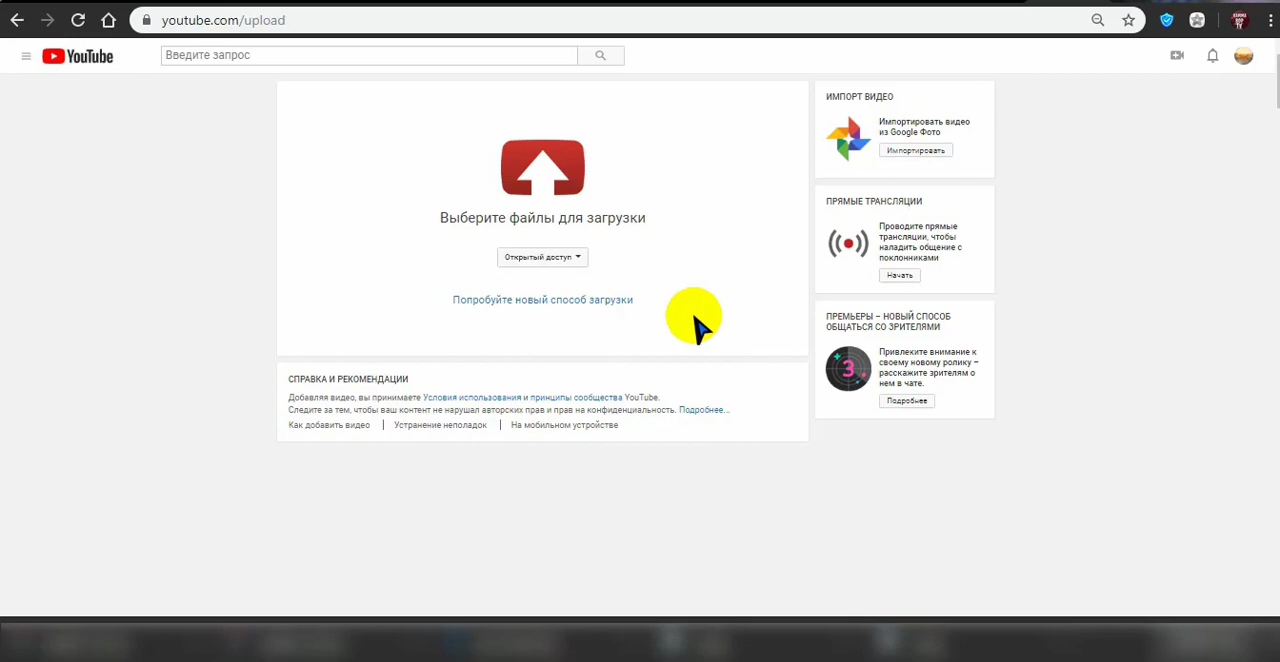 youtube.com/upload
YouTube
Введите запрос
Выберите файлы для загрузки
Открытый доступ
Попробуйте новый способ загрузки
СПРАВКА И РЕКОМЕНДАЦИИ
Добавляя видео, вы принимаете Условия использования и принципы сообщества YouTube.
Следите за тем, чтобы ваш контент не нарушал авторских прав и прав на конфиденциальность. Подробнее...
Как добавить видео | Устранение неполадок | На мобильном устройстве
ИМПОРТ ВИДЕО
Импортировать видео
из Google Фото
Импортировать
ПРЯМЫЕ ТРАНСЛЯЦИИ
Проводите прямые
трансляции, чтобы
наладить общение с
поклонниками
Начать
ПРЕМЬЕРЫ – НОВЫЙ СПОСОБ
ОБЩАТЬСЯ СО ЗРИТЕЛЯМИ
3
Привлеките внимание к
своему новому ролику –
расскажите зрителям о
нем в чате.
Подробнее